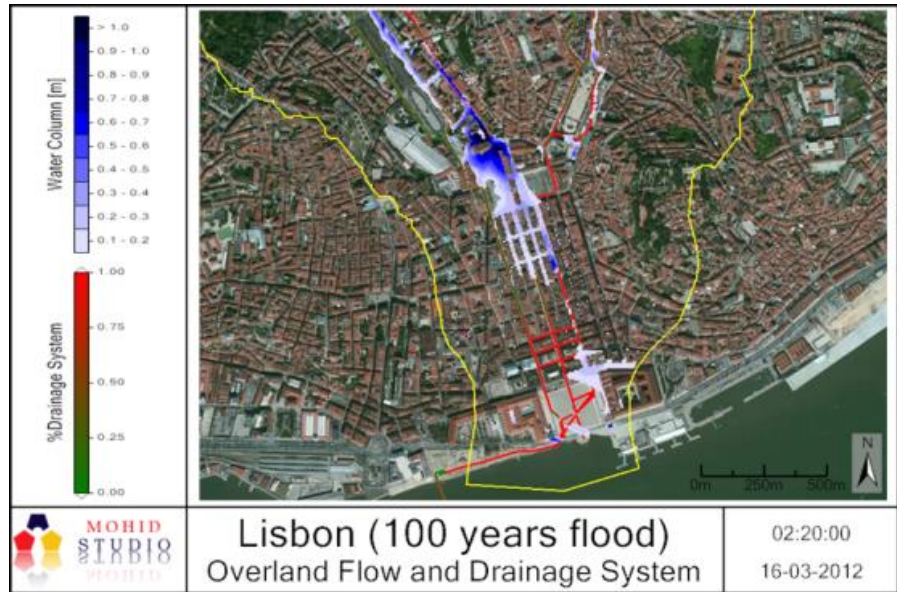 Water Column [m]
> 1.0
0.9 - 1.0
0.8 - 0.9
0.7 - 0.8
0.6 - 0.7
0.5 - 0.6
0.4 - 0.5
0.3 - 0.4
0.2 - 0.3
0.1 - 0.2
%Drainage System
1.00
0.75
0.50
0.25
0.00
N
0m 250m 500m
MOHID
STUDIO
Lisbon (100 years flood)
Overland Flow and Drainage System
02:20:00
16-03-2012